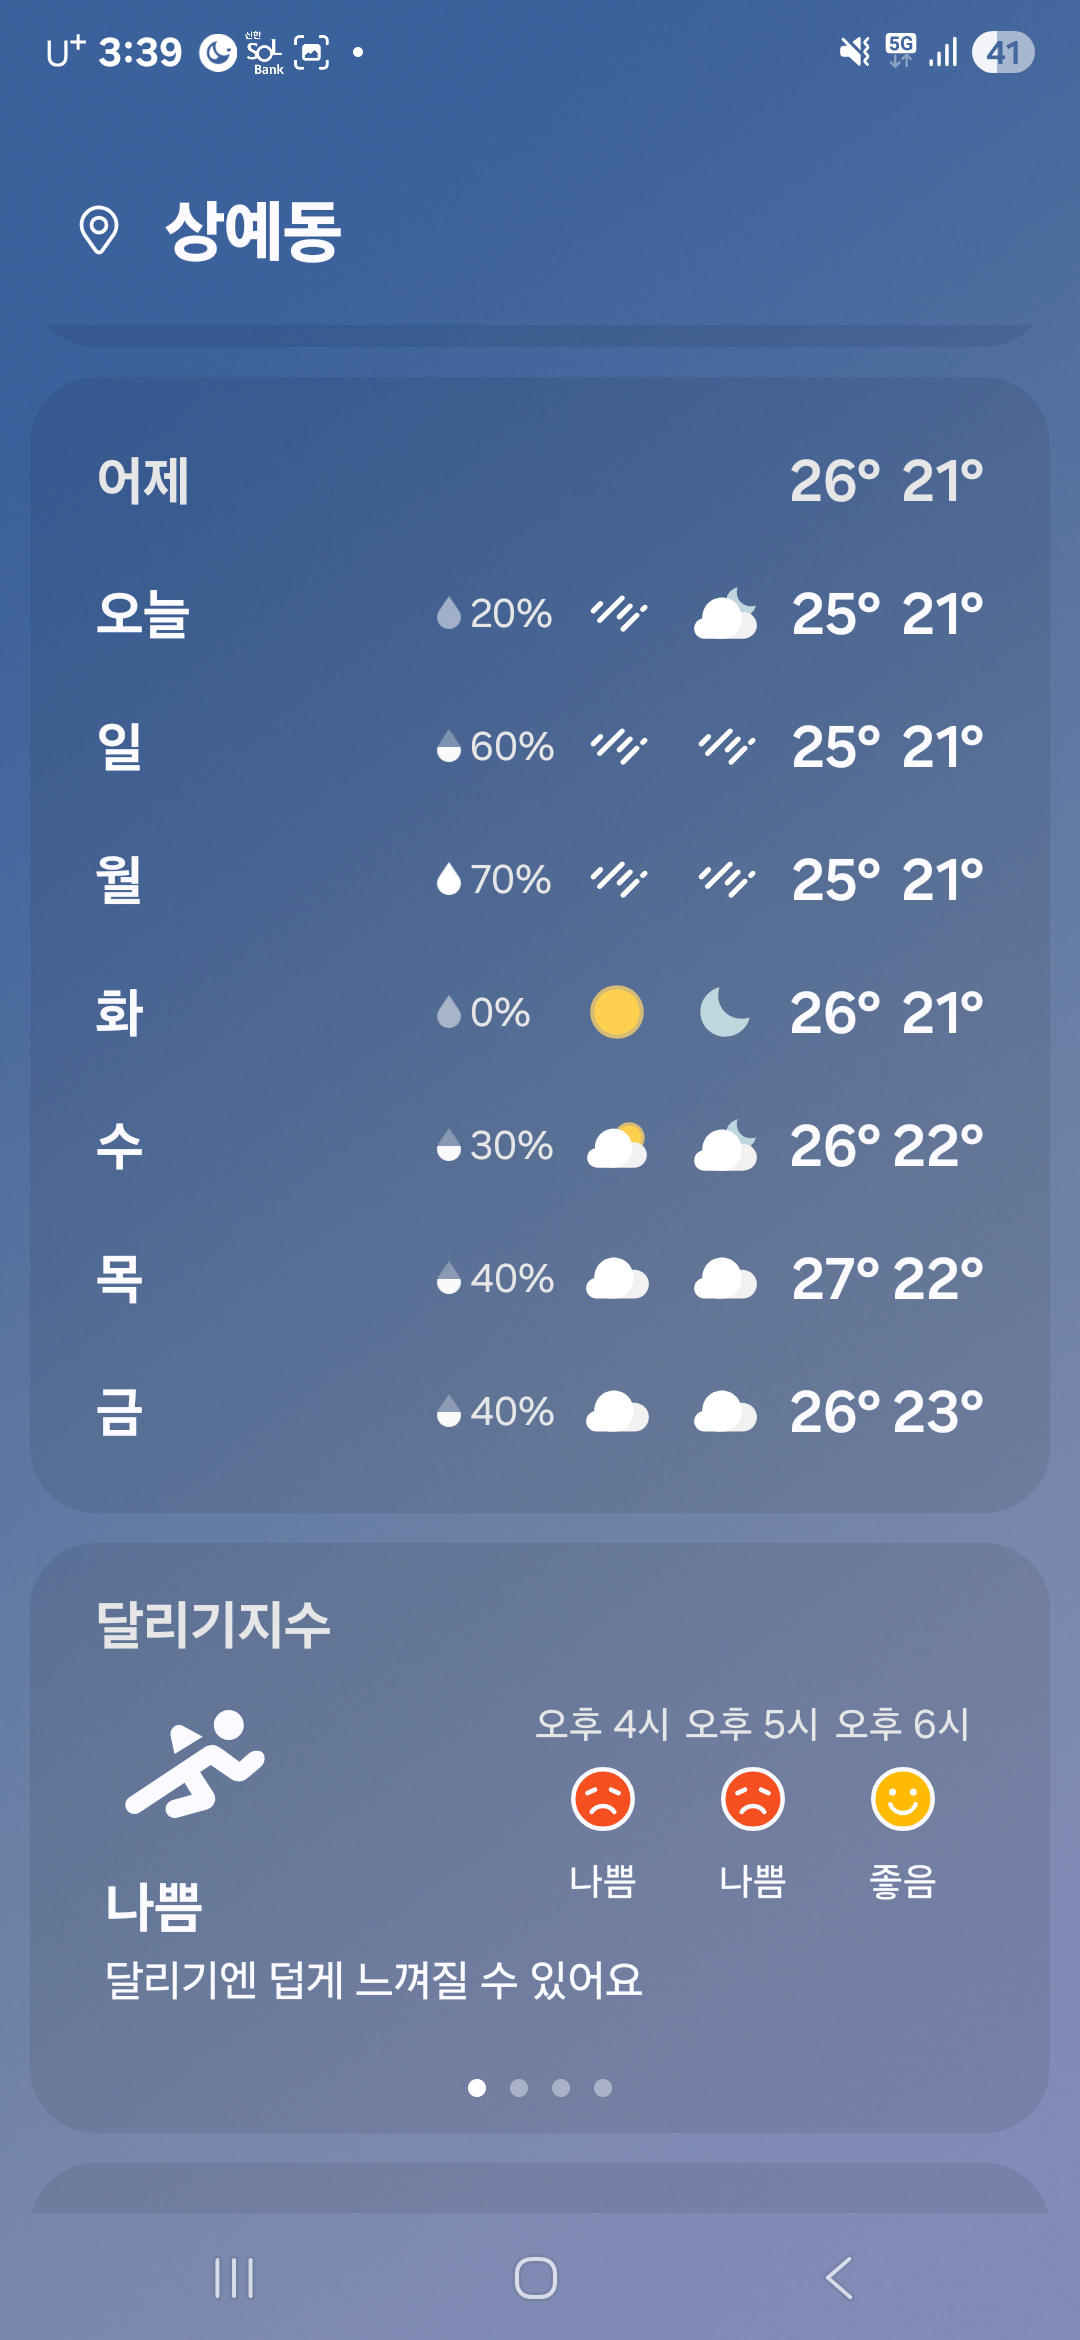 U+ 3:39 신한 SOL Bank 5G 41
상예동
어제 26° 21°
오늘 20% 25° 21°
일 60% 25° 21°
월 70% 25° 21°
화 0% 26° 21°
수 30% 26° 22°
목 40% 27° 22°
금 40% 26° 23°
달리기지수
오후 4시 오후 5시 오후 6시
나쁨 나쁨 좋음
나쁨
달리기엔 덥게 느껴질 수 있어요